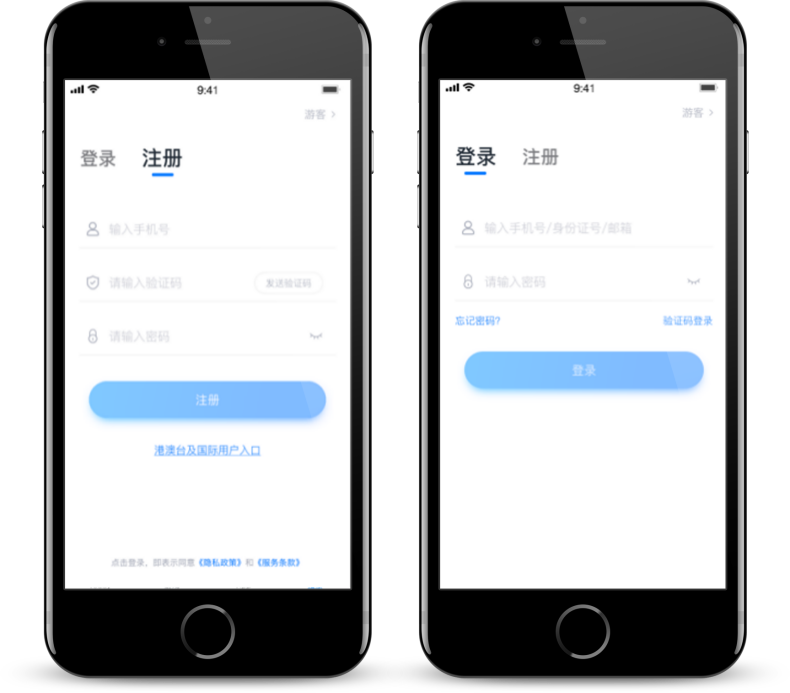 9:41
游客 >
登录 注册
输入手机号
请输入验证码 发送验证码
请输入密码
注册
港澳台及国际用户入口
点击登录，即表示同意《隐私政策》和《服务条款》
9:41
游客 >
登录 注册
输入手机号/身份证号/邮箱
请输入密码
忘记密码? 验证码登录
登录